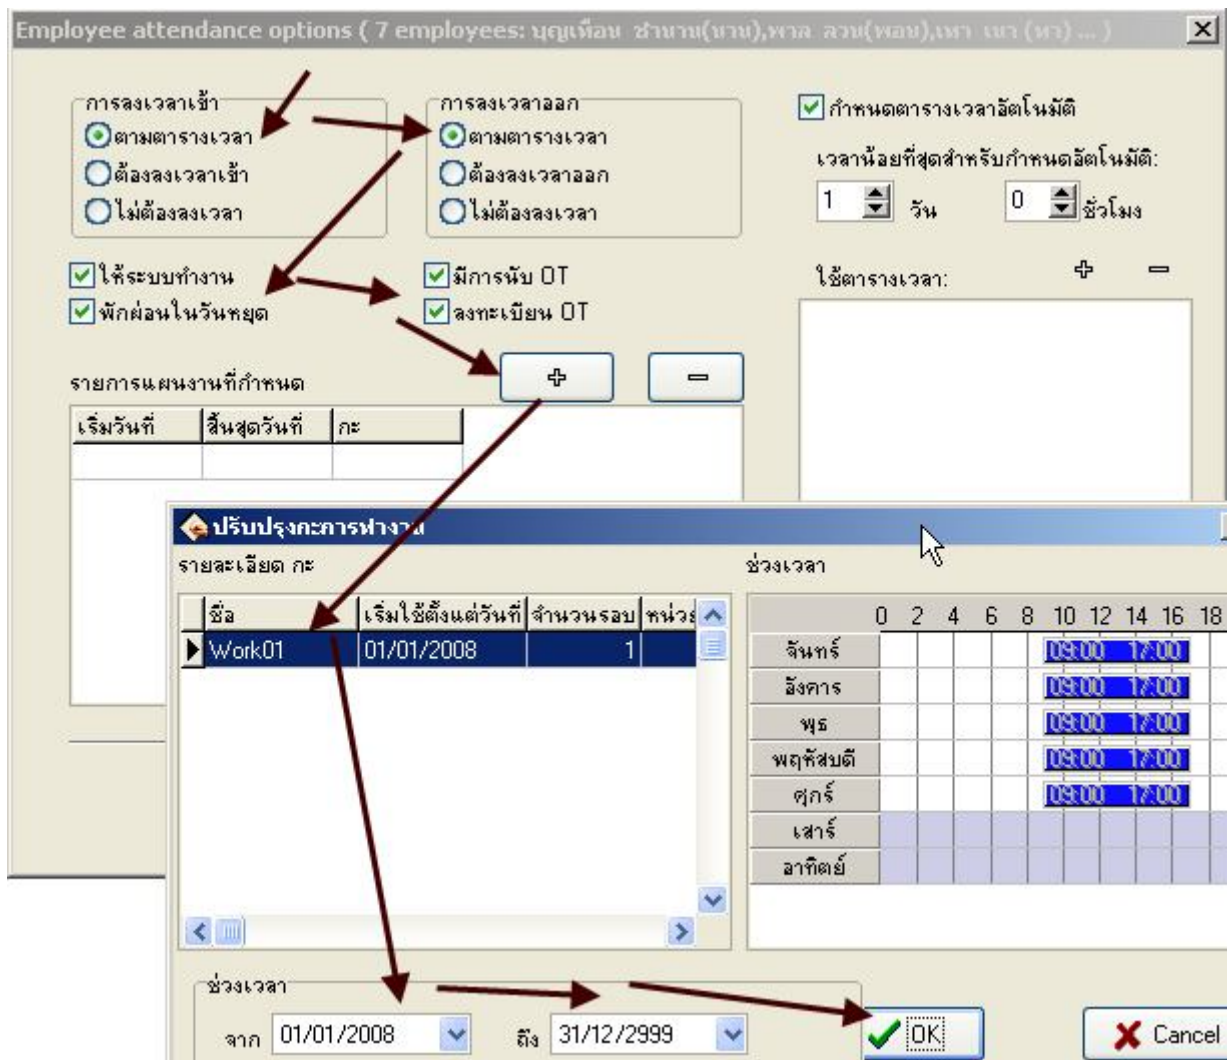 Employee attendance options ( 7 employees: บุญเทือน ชำนาน(นาน),พาล ลวน(พอน),เหา เนา (หา) ... )
การลงเวลาเข้า
ตามตารางเวลา
ต้องลงเวลาเข้า
ไม่ต้องลงเวลา
การลงเวลาออก
ตามตารางเวลา
ต้องลงเวลาออก
ไม่ต้องลงเวลา
กำหนดตารางเวลาอัตโนมัติ
เวลาน้อยที่สุดสำหรับกำหนดอัตโนมัติ:
1 วัน 0 ชั่วโมง
ให้ระบบทำงาน
พักผ่อนในวันหยุด
มีการนับ OT
ลงทะเบียน OT
ใช้ตารางเวลา:
รายการแผนงานที่กำหนด
เริ่มวันที่ สิ้นสุดวันที่ กะ
ปรับปรุงกะการทำงาน
รายละเอียด กะ
ชื่อ เริ่มใช้ตั้งแต่วันที่ จำนวนรอบ หน่วย
Work01 01/01/2008 1
ช่วงเวลา
0 2 4 6 8 10 12 14 16 18
จันทร์ 09:00 17:00
อังคาร 09:00 17:00
พุธ 09:00 17:00
พฤหัสบดี 09:00 17:00
ศุกร์ 09:00 17:00
เสาร์
อาทิตย์
ช่วงเวลา
จาก 01/01/2008 ถึง 31/12/2999
OK
Cancel